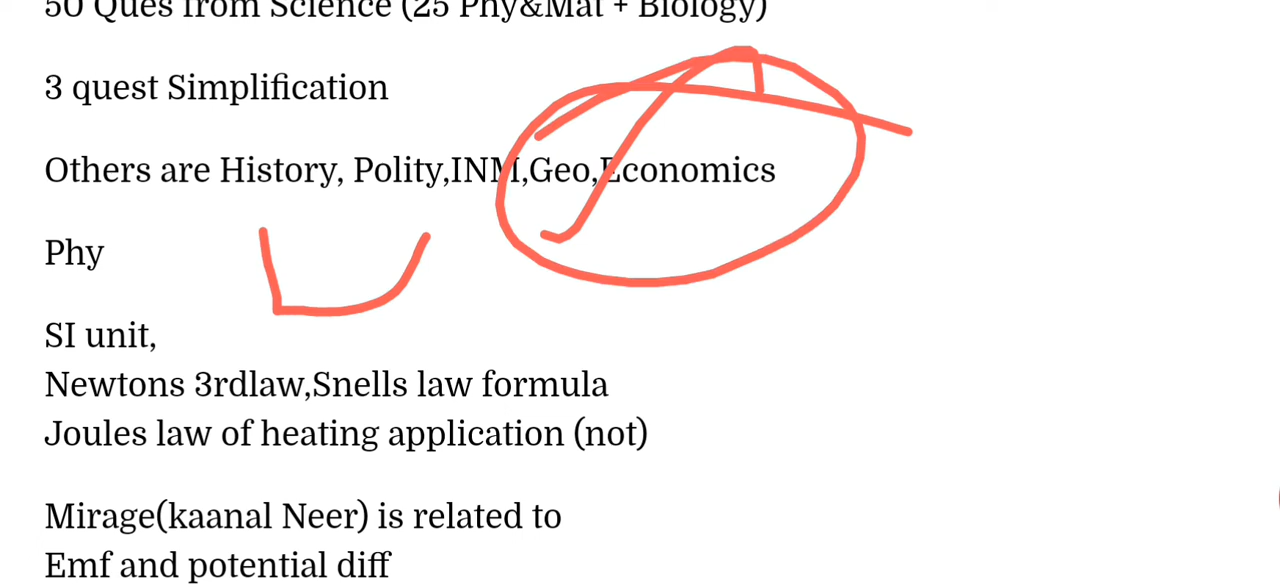 50 Ques from Science (25 Phy&Mat + Biology)
3 quest Simplification
Others are History, Polity,INM,Geo,Economics
Phy
SI unit,
Newtons 3rdlaw,Snells law formula
Joules law of heating application (not)
Mirage(kaanal Neer) is related to
Emf and potential diff